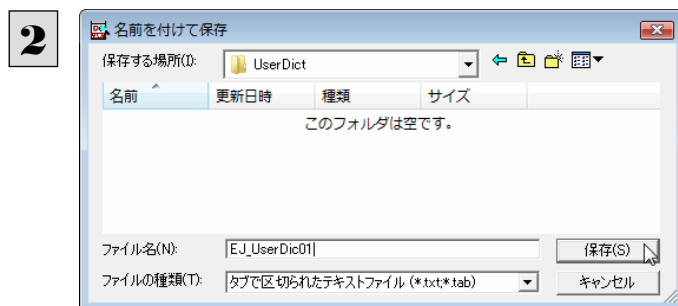 2
名前を付けて保存
保存する場所(I):
UserDict
名前 更新日時 種類 サイズ
このフォルダは空です。
ファイル名(N): EJ_UserDic01 保存(S)
ファイルの種類(T): タブで区切られたテキストファイル (*.txt;*.tab) キャンセル